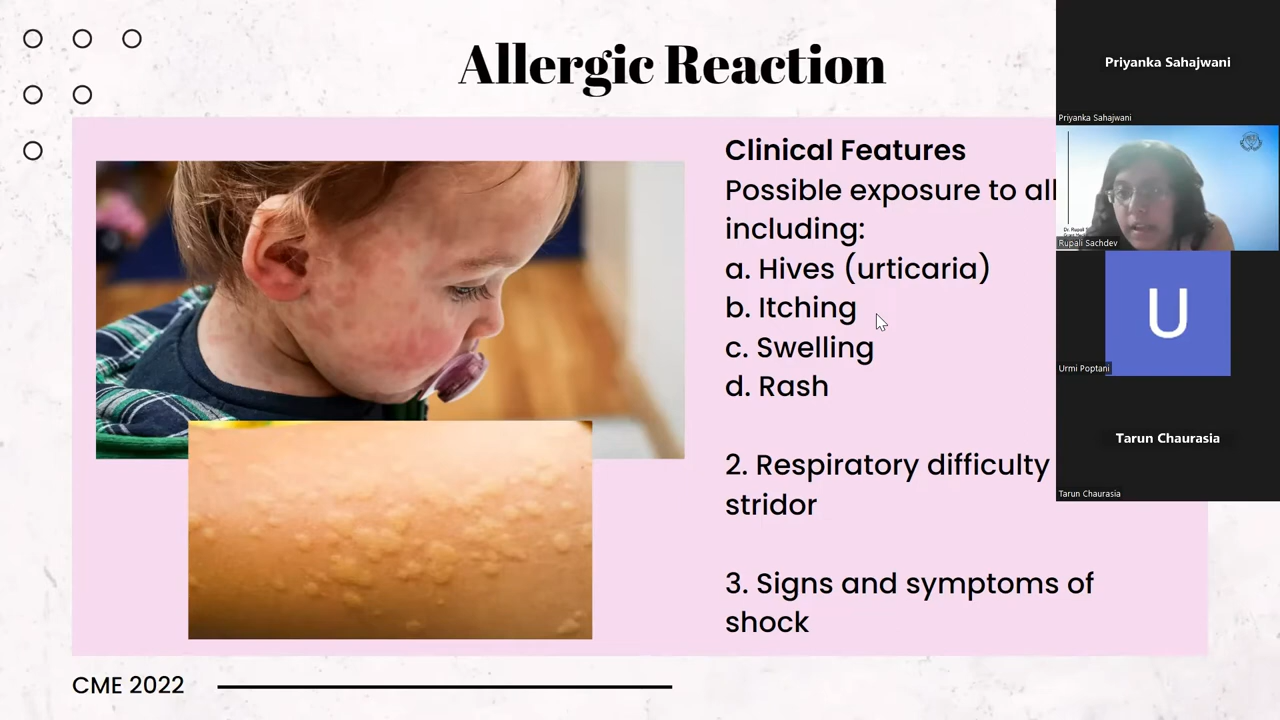 Allergic Reaction
Clinical Features
Possible exposure to
including:
a. Hives (urticaria)
b. Itching
c. Swelling
d. Rash
2. Respiratory difficulty
stridor
3. Signs and symptoms of
shock
CME 2022
Priyanka Sahajwani
Priyanka Sahajwani
Rupali Sachdev
U
Urmi Poptani
Tarun Chaurasia
Tarun Chaurasia